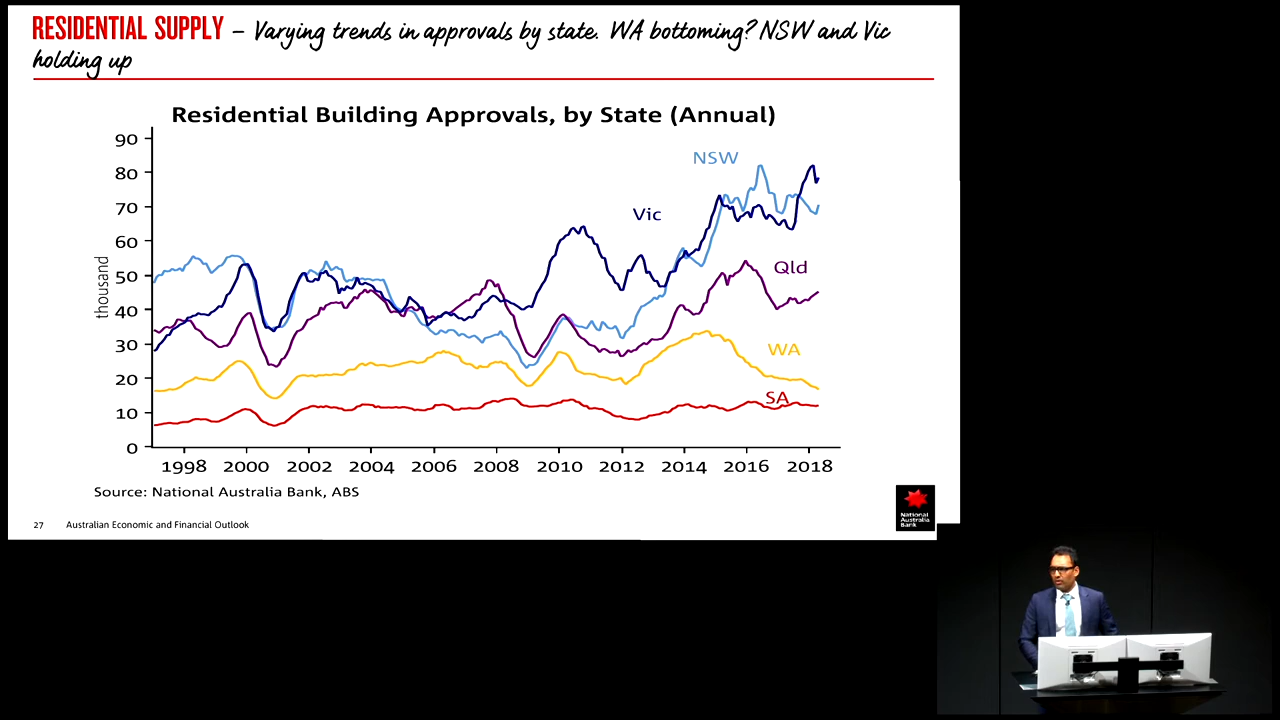 RESIDENTIAL SUPPLY – Varying trends in approvals by state. WA bottoming? NSW and Vic
holding up
Residential Building Approvals, by State (Annual)
90
80
70
60
50
40
30
20
10
0
thousand
NSW
Vic
Qld
WA
SA
1998 2000 2002 2004 2006 2008 2010 2012 2014 2016 2018
Source: National Australia Bank, ABS
27 Australian Economic and Financial Outlook
National
Australia
Bank